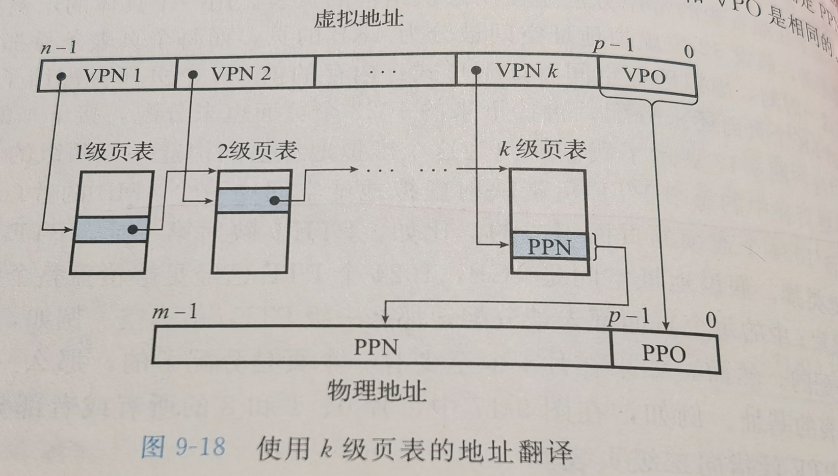 VPO 是相同的
虚拟地址
n-1 p-1 0
VPN 1 VPN 2 ····· VPN k VPO
1级页表 2级页表 k 级页表
···· ····
PPN
m-1 p-1 0
PPN PPO
物理地址
图 9-18 使用 k 级页表的地址翻译